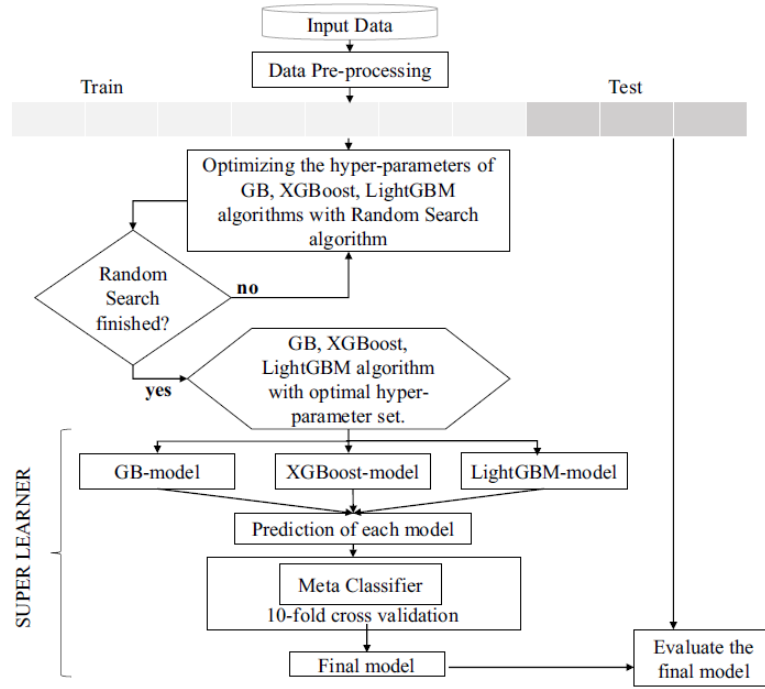 Input Data
Data Pre-processing
Train
Test
Optimizing the hyper-parameters of
GB, XGBoost, LightGBM
algorithms with Random Search
algorithm
Random
Search
finished?
no
yes
GB, XGBoost,
LightGBM algorithm
with optimal hyper-
parameter set.
SUPER LEARNER
GB-model
XGBoost-model
LightGBM-model
Prediction of each model
Meta Classifier
10-fold cross validation
Final model
Evaluate the
final model